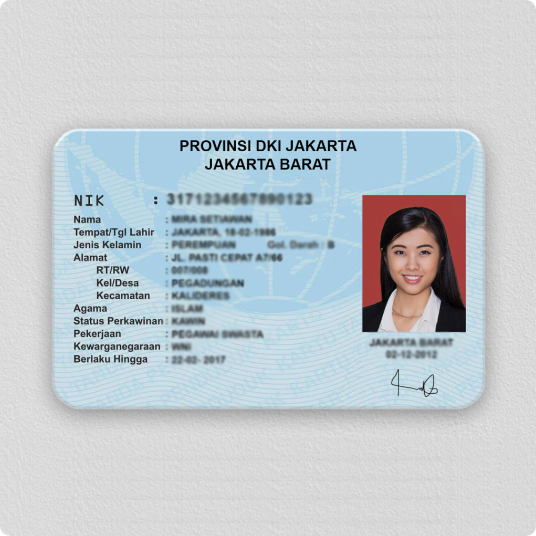 PROVINSI DKI JAKARTA
JAKARTA BARAT
NIK : 3171234567890123
Nama : MIRA SETIAWAN
Tempat/Tgl Lahir : JAKARTA, 18-02-1986
Jenis Kelamin : PEREMPUAN Gol. Darah : B
Alamat : JL. PASTI CEPAT A7/66
RT/RW : 007/008
Kel/Desa : PEGADUNGAN
Kecamatan : KALIDERES
Agama : ISLAM
Status Perkawinan : KAWIN
Pekerjaan : PEGAWAI SWASTA
Kewarganegaraan : WNI
Berlaku Hingga : 22-02- 2017
JAKARTA BARAT
02-12-2012